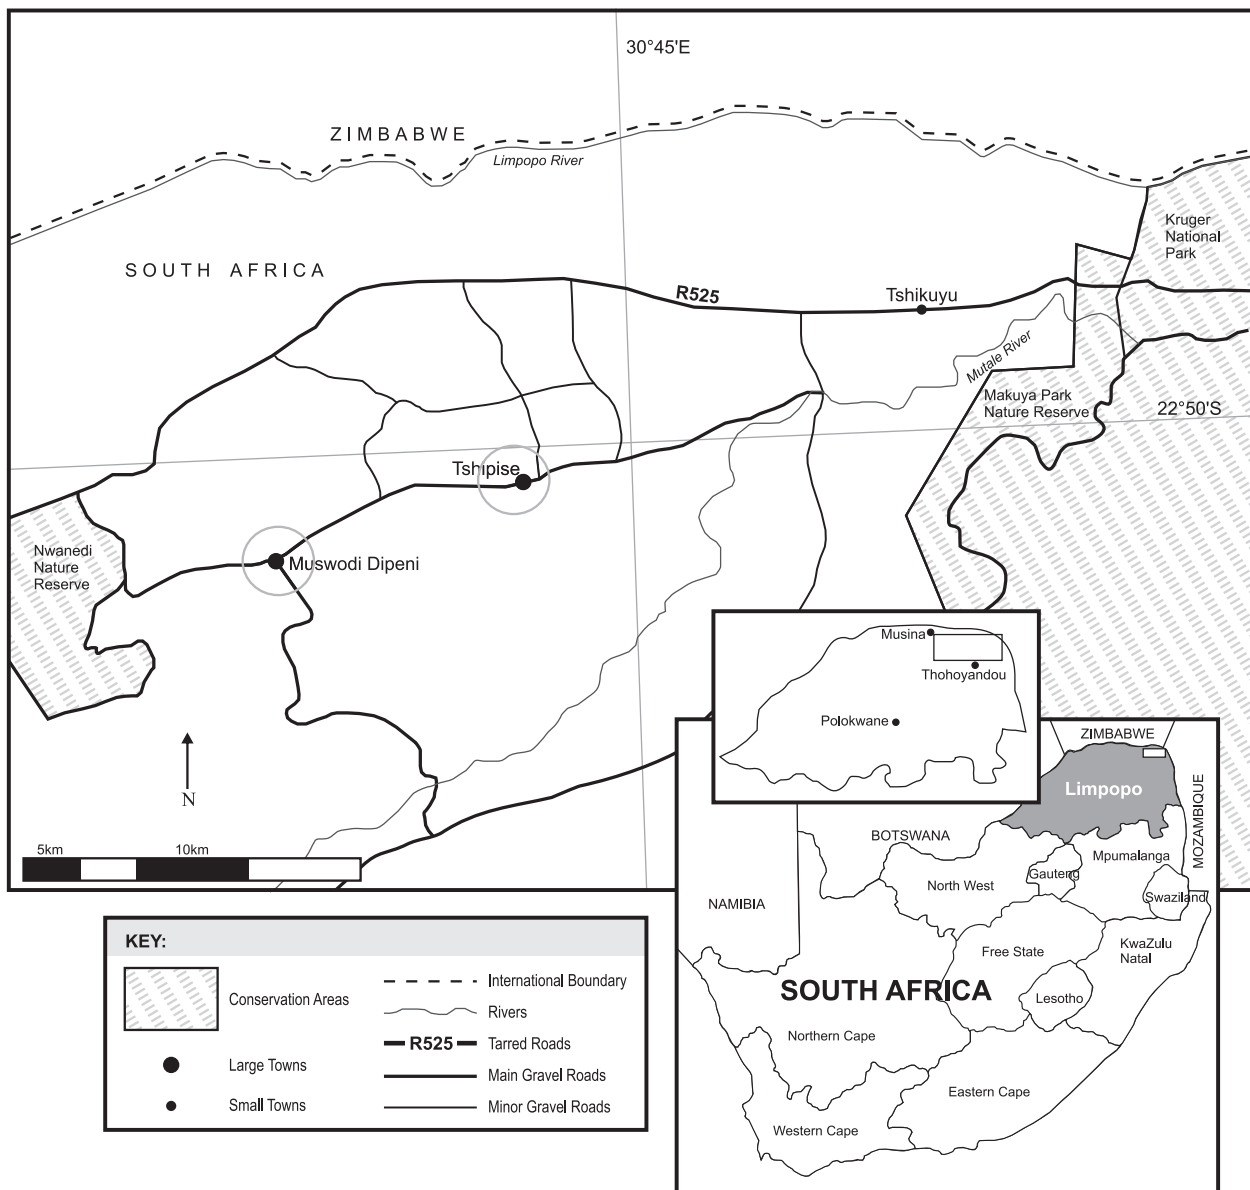 30°45'E
ZIMBABWE
Limpopo River
Kruger
National
Park
SOUTH AFRICA
R525
Tshikuyu
Mutale River
Makuya Park
Nature Reserve
22°50'S
Tshipise
Nwanedi
Nature
Reserve
Muswodi Dipeni
N
5km
10km
Musina
Thohoyandou
Polokwane
ZIMBABWE
Limpopo
MOZAMBIQUE
BOTSWANA
Mpumalanga
Gauteng
North West
Swaziland
NAMIBIA
Free State
KwaZulu
Natal
SOUTH AFRICA
Lesotho
Northern Cape
Eastern Cape
Western Cape
KEY:
Conservation Areas
Large Towns
Small Towns
International Boundary
Rivers
R525 Tarred Roads
Main Gravel Roads
Minor Gravel Roads